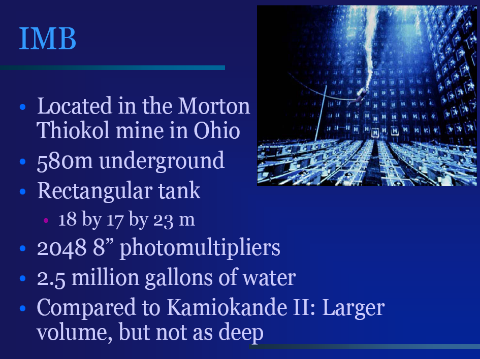 IMB
• Located in the Morton
Thiokol mine in Ohio
• 580m underground
• Rectangular tank
• 18 by 17 by 23 m
• 2048 8” photomultipliers
• 2.5 million gallons of water
• Compared to Kamiokande II: Larger
volume, but not as deep